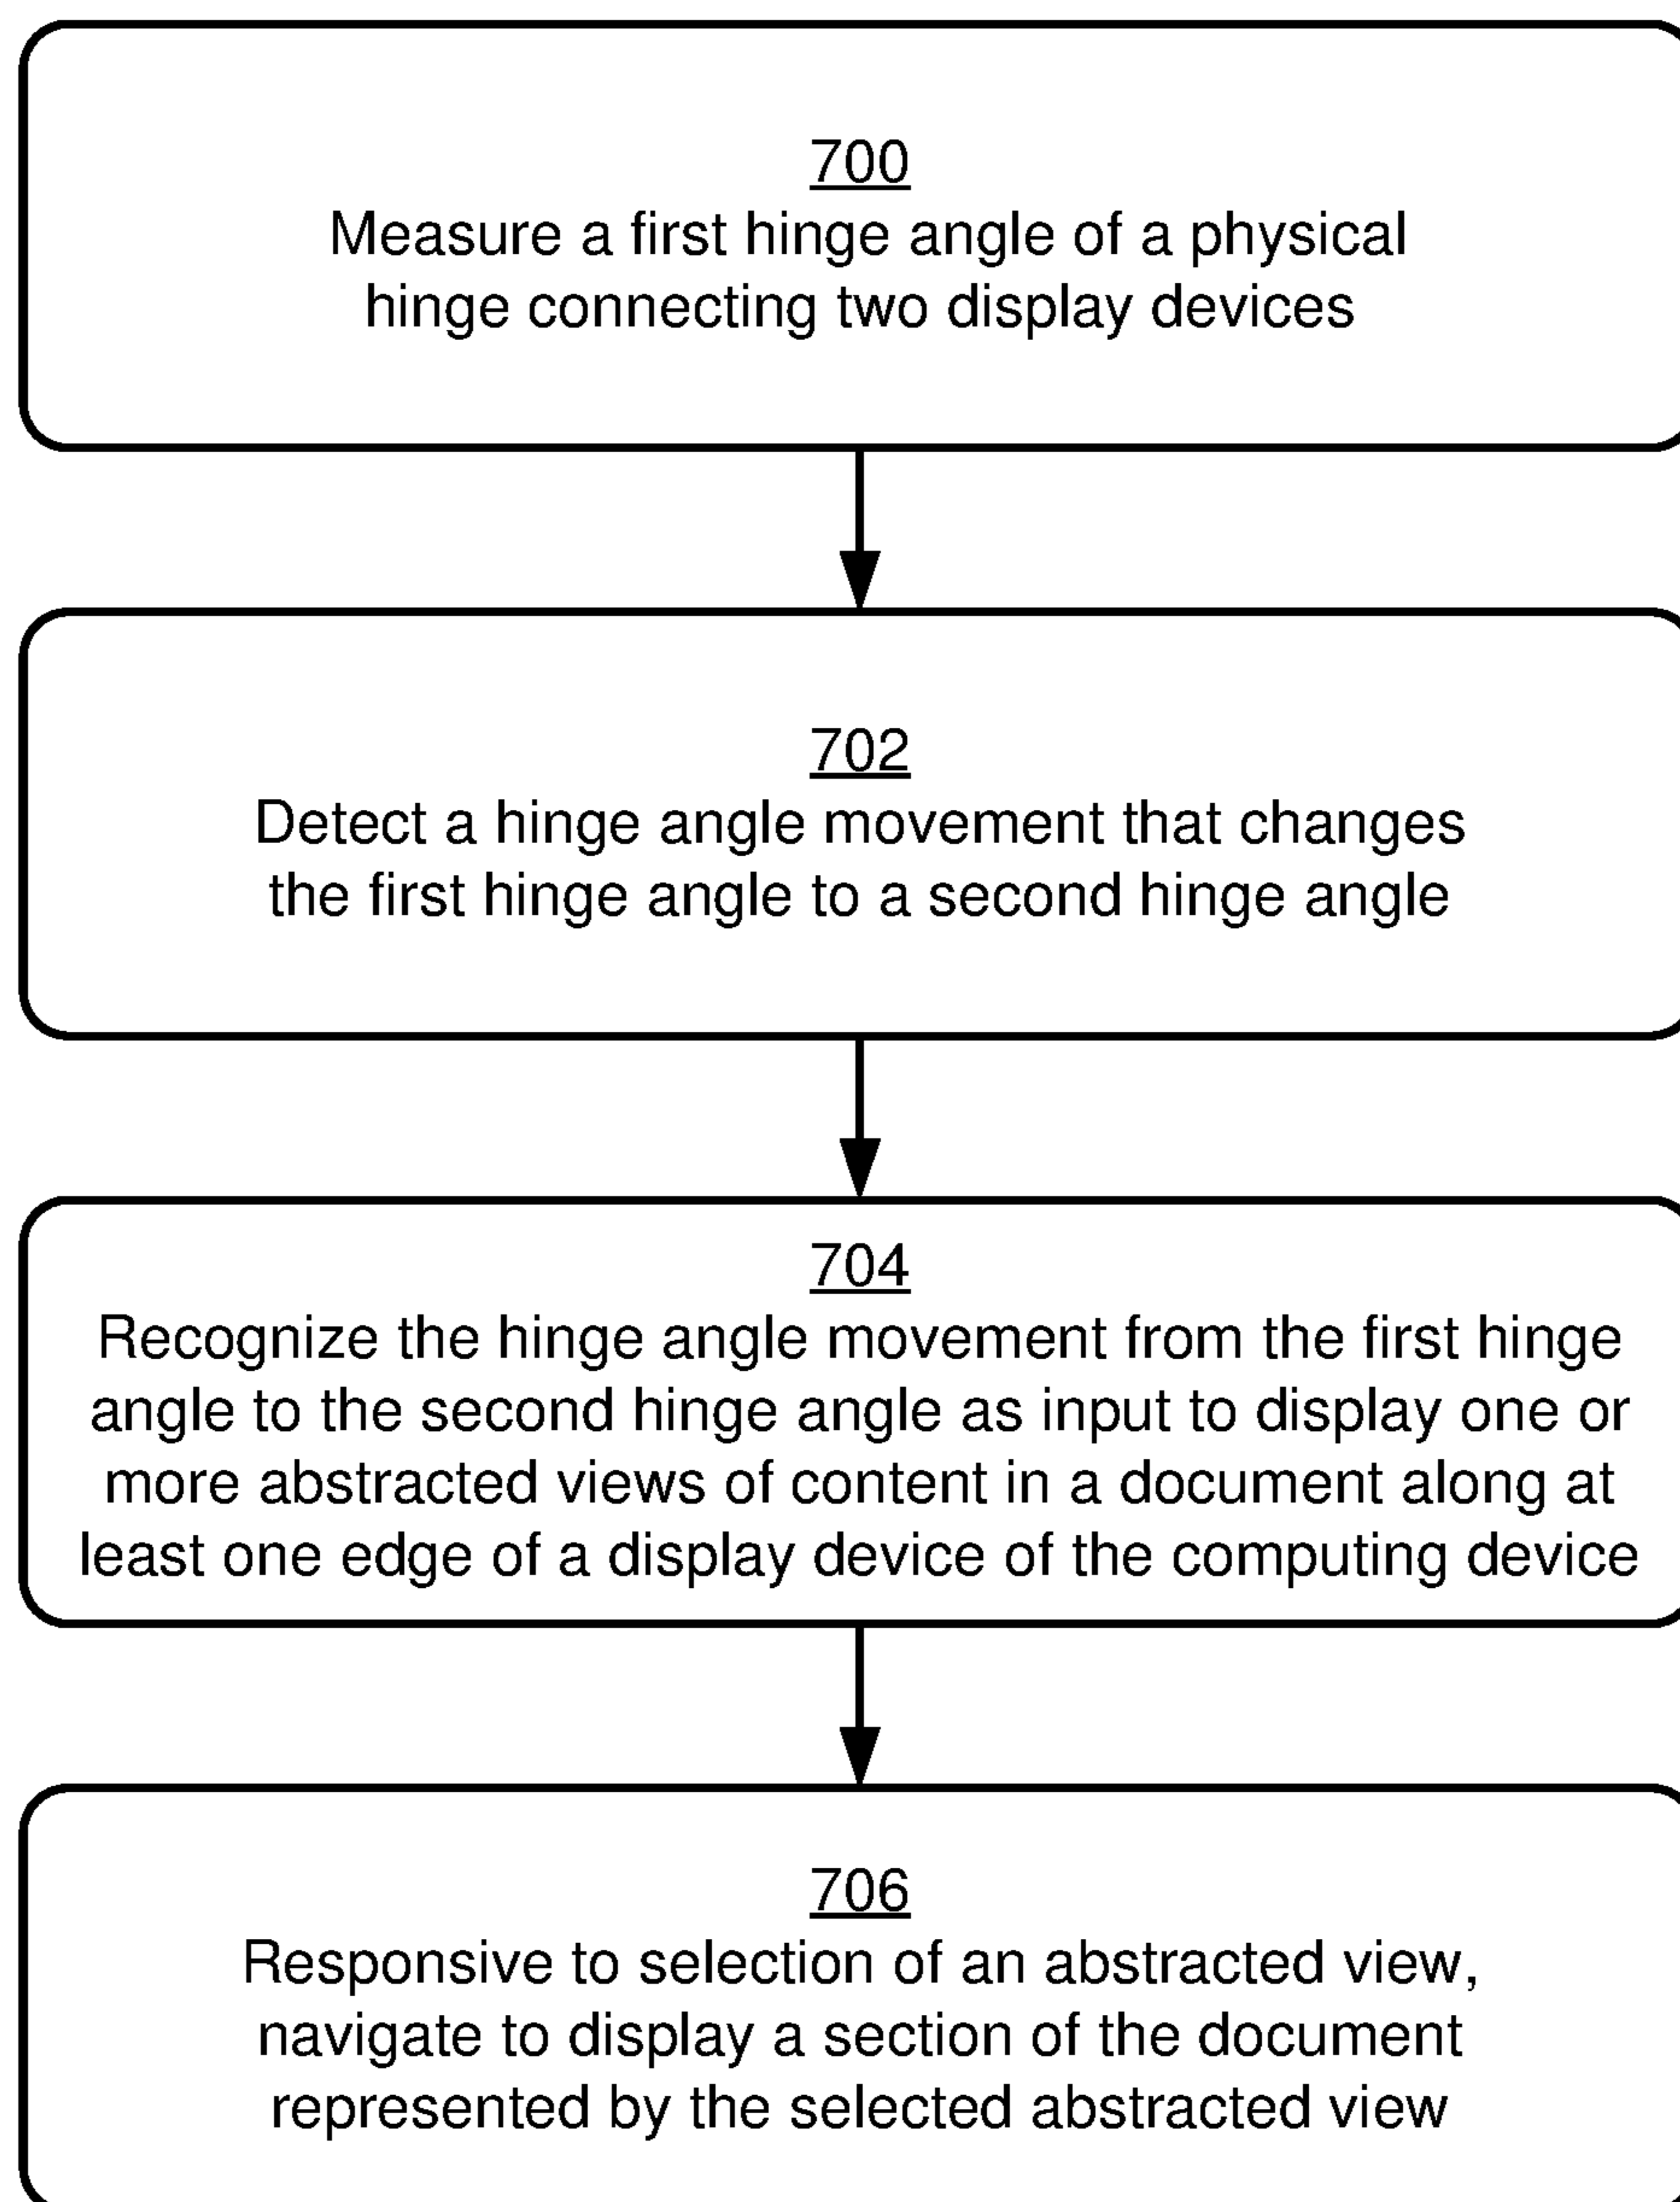 700
Measure a first hinge angle of a physical
hinge connecting two display devices
702
Detect a hinge angle movement that changes
the first hinge angle to a second hinge angle
704
Recognize the hinge angle movement from the first hinge
angle to the second hinge angle as input to display one or
more abstracted views of content in a document along at
least one edge of a display device of the computing device
706
Responsive to selection of an abstracted view,
navigate to display a section of the document
represented by the selected abstracted view